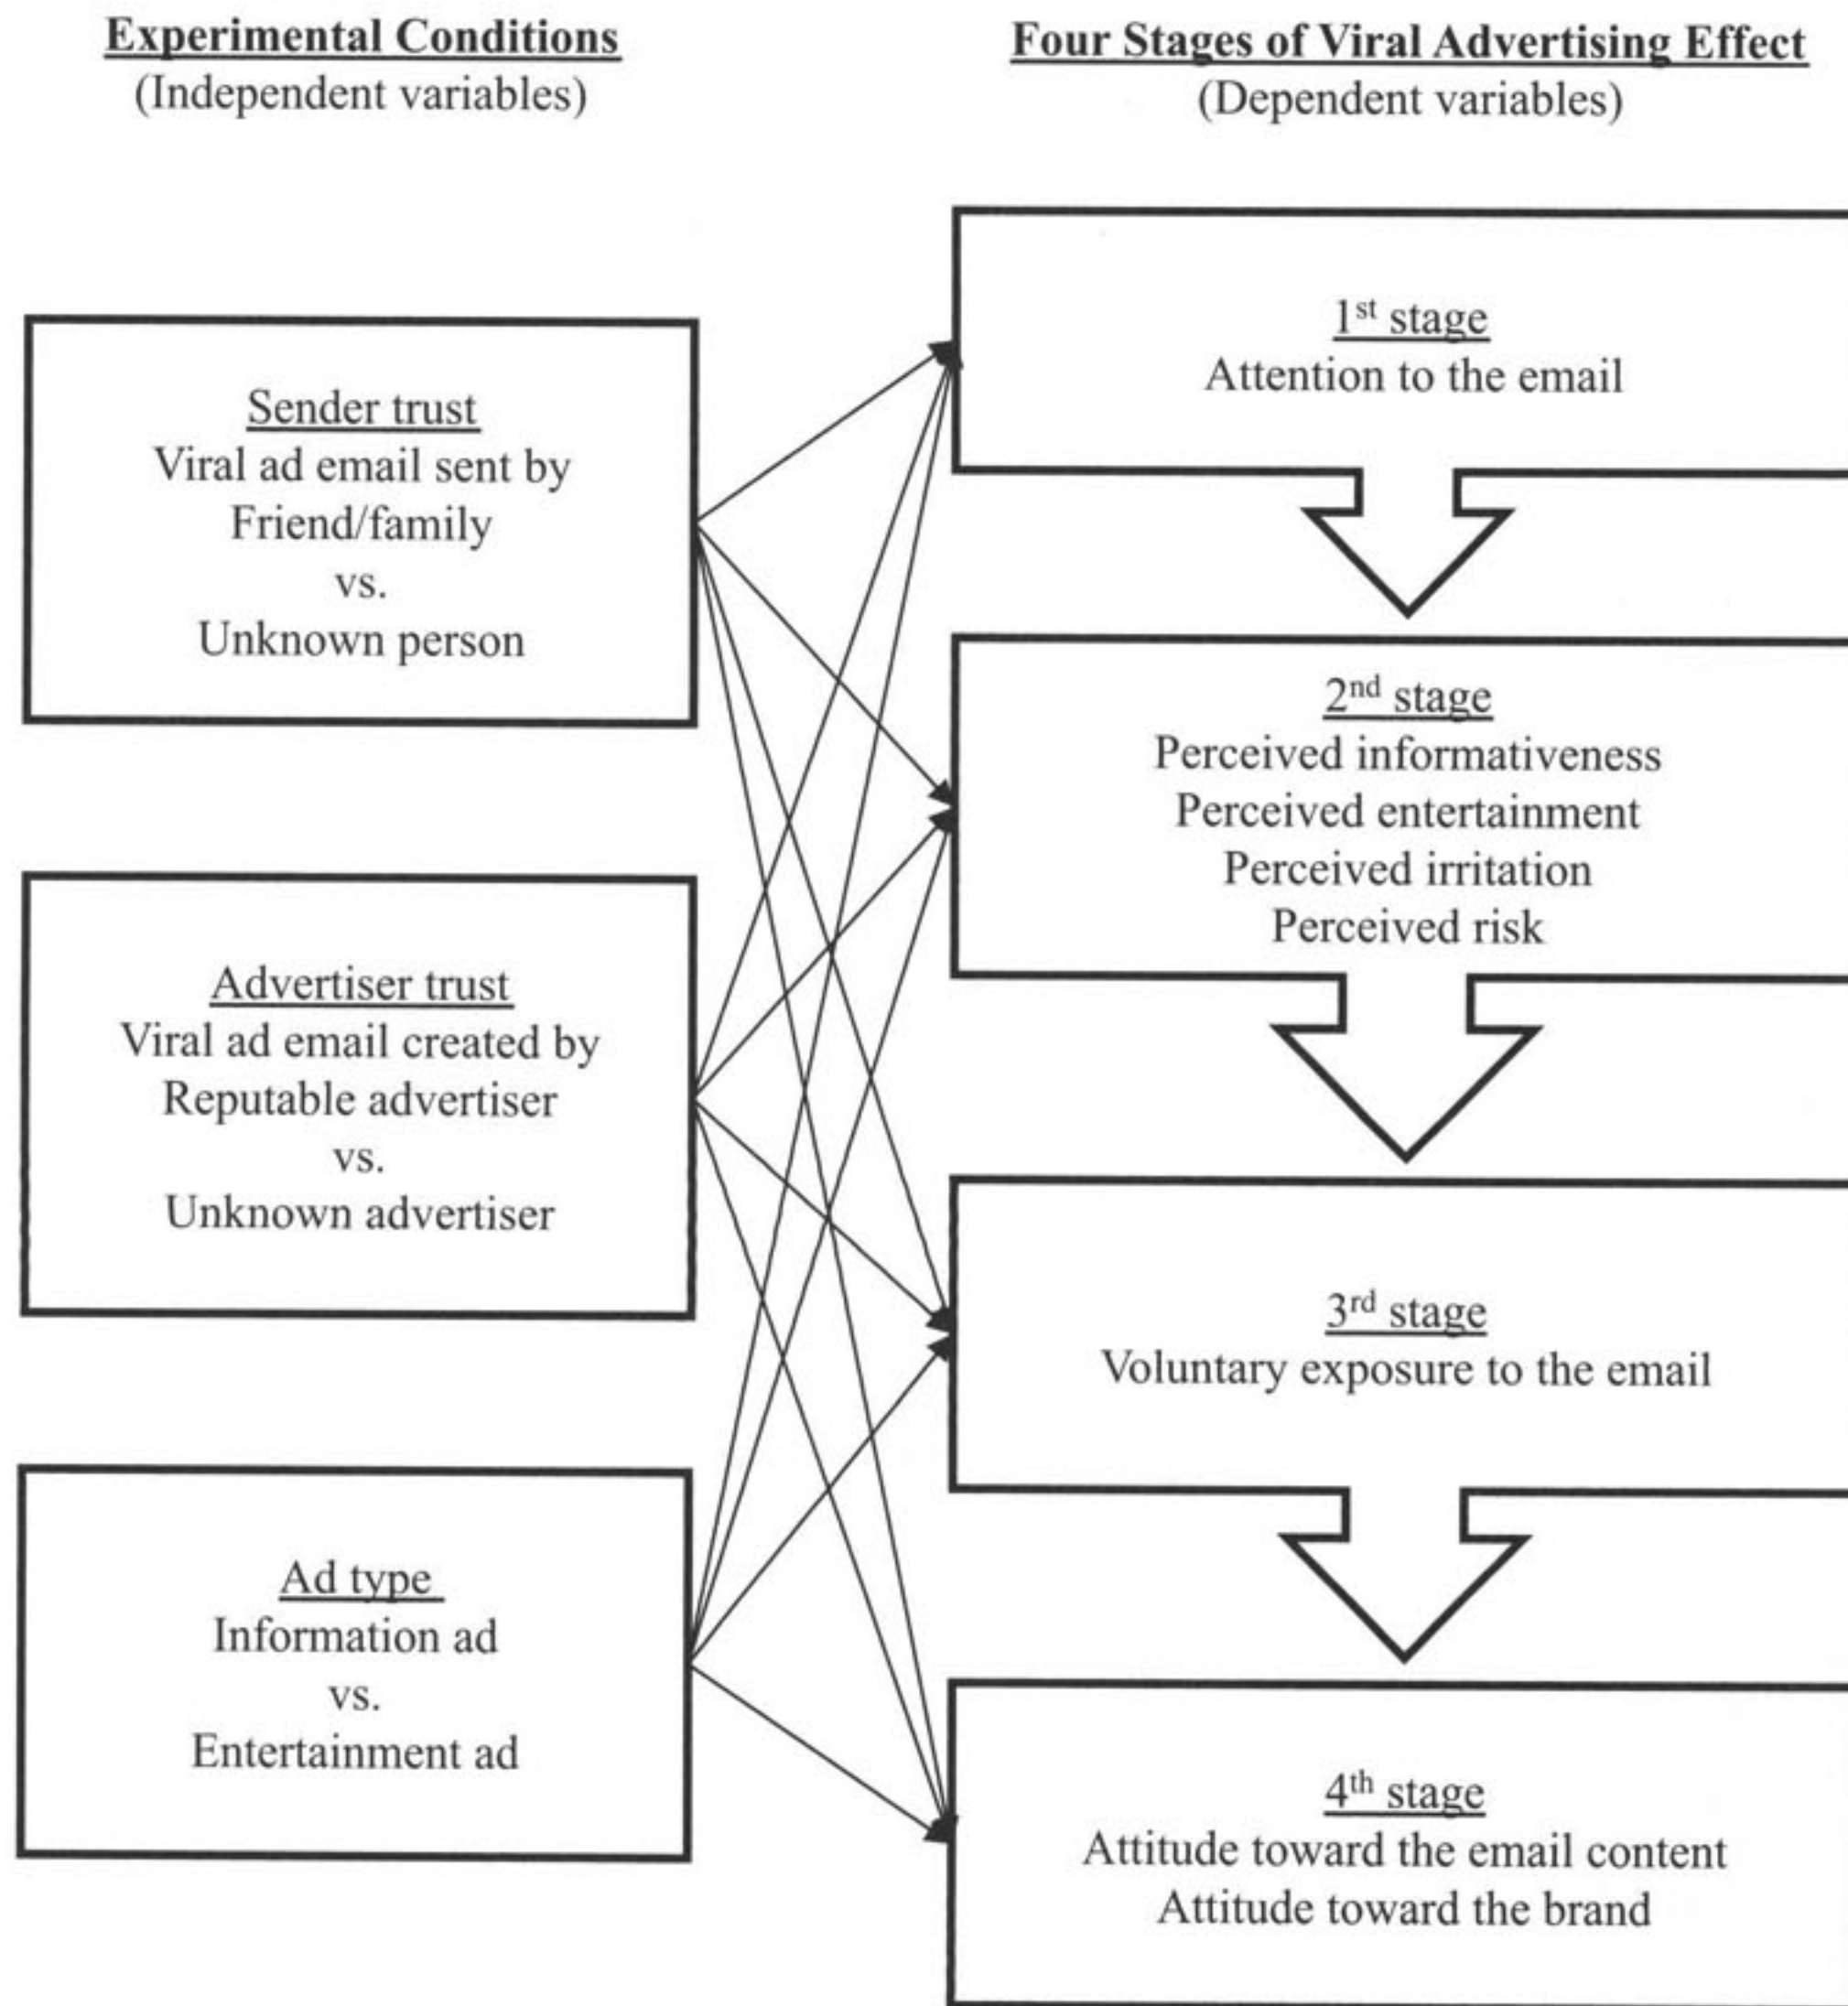 Experimental Conditions
(Independent variables)
Sender trust
Viral ad email sent by
Friend/family
vs.
Unknown person
Advertiser trust
Viral ad email created by
Reputable advertiser
vs.
Unknown advertiser
Ad type
Information ad
vs.
Entertainment ad
Four Stages of Viral Advertising Effect
(Dependent variables)
1st stage
Attention to the email
2nd stage
Perceived informativeness
Perceived entertainment
Perceived irritation
Perceived risk
3rd stage
Voluntary exposure to the email
4th stage
Attitude toward the email content
Attitude toward the brand